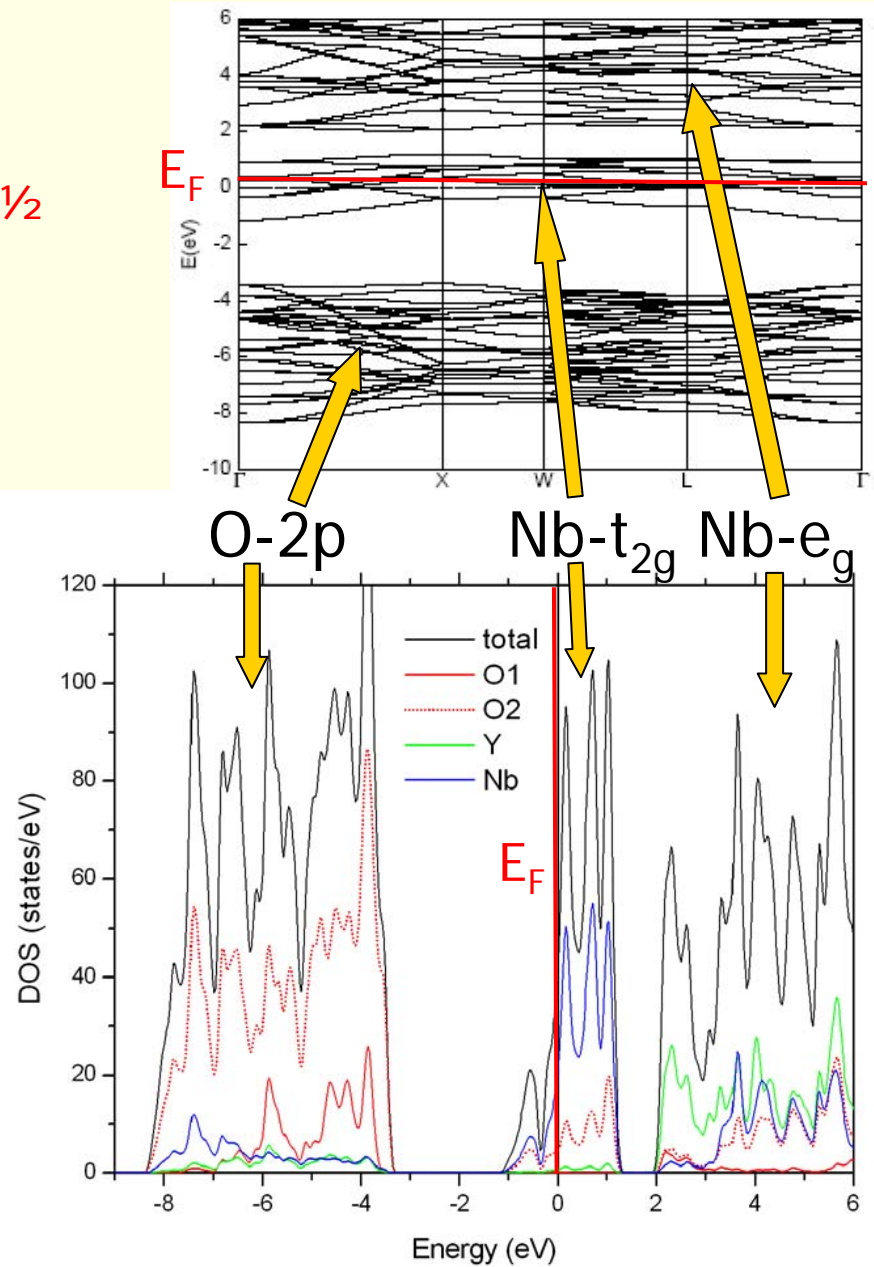 ½
E_F
E(eV)
6
4
2
0
-2
-4
-6
-8
-10
Γ X W L Γ
O-2p Nb-t₂g Nb-e_g
DOS (states/eV)
120
100
80
60
40
20
0
total
O1
O2
Y
Nb
E_F
-8 -6 -4 -2 0 2 4 6
Energy (eV)